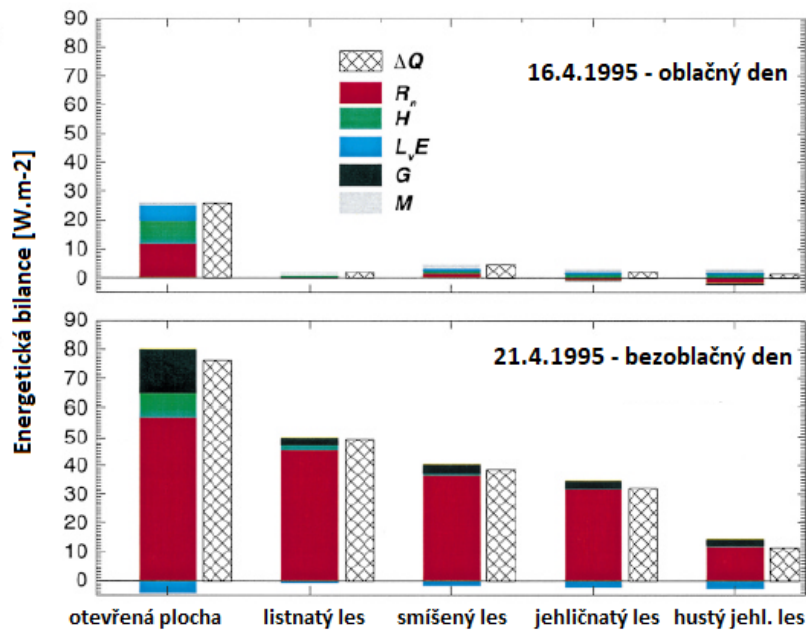 90
80
70
60
50
40
30
20
10
0
ΔQ
Rn
H
LvE
G
M
16.4.1995 - oblačný den
Energetická bilance [W.m-2]
90
80
70
60
50
40
30
20
10
0
21.4.1995 - bezoblačný den
otevřená plocha listnatý les smíšený les jehličnatý les hustý jehl. les